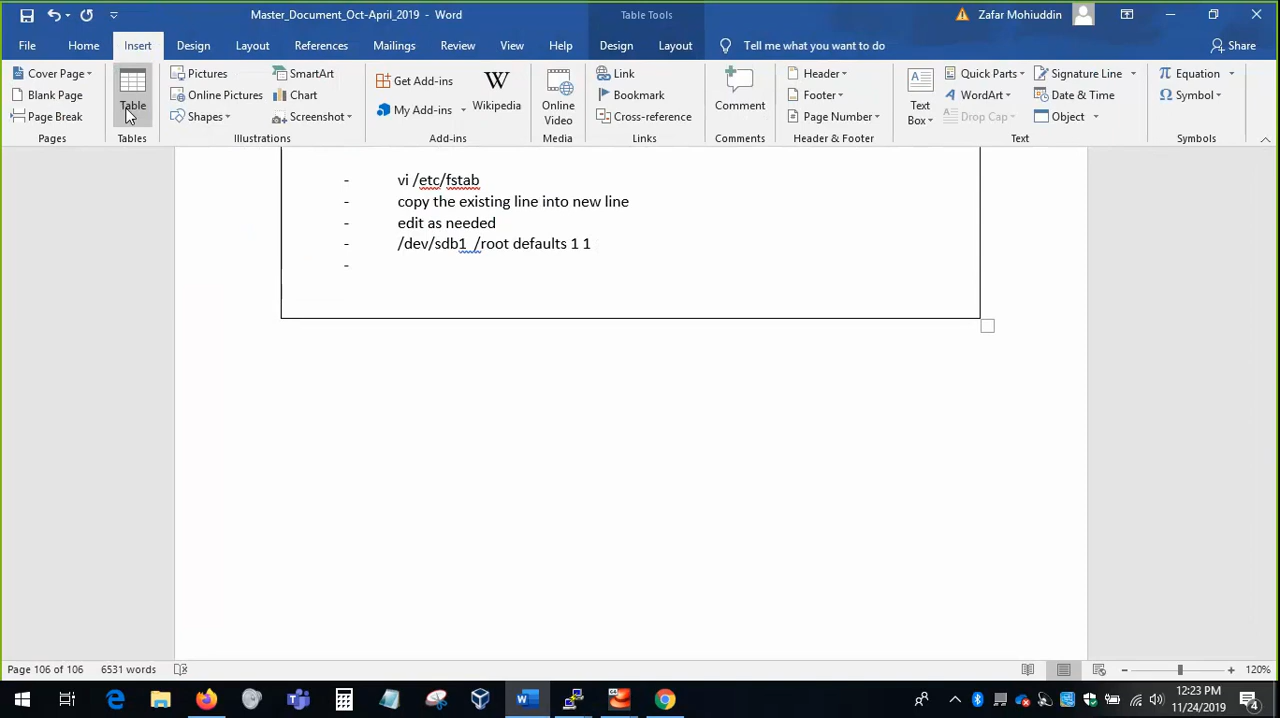 Master_Document_Oct-April_2019 - Word
Table Tools
Zafar Mohiuddin
File Home Insert Design Layout References Mailings Review View Help Design Layout Tell me what you want to do Share
Cover Page
Blank Page
Page Break
Pages
Table
Tables
Pictures
Online Pictures
Shapes
SmartArt
Chart
Screenshot
Illustrations
Get Add-ins
My Add-ins
W
Wikipedia
Add-ins
Online
Video
Media
Link
Bookmark
Cross-reference
Links
Comment
Comments
Header
Footer
Page Number
Header & Footer
A
Text
Box
Quick Parts
WordArt
Drop Cap
Signature Line
Date & Time
Object
Text
Equation
Symbol
Symbols
- vi /etc/fstab
- copy the existing line into new line
- edit as needed
- /dev/sdb1 /root defaults 1 1
-
Page 106 of 106 6531 words
120%
12:23 PM
11/24/2019
4